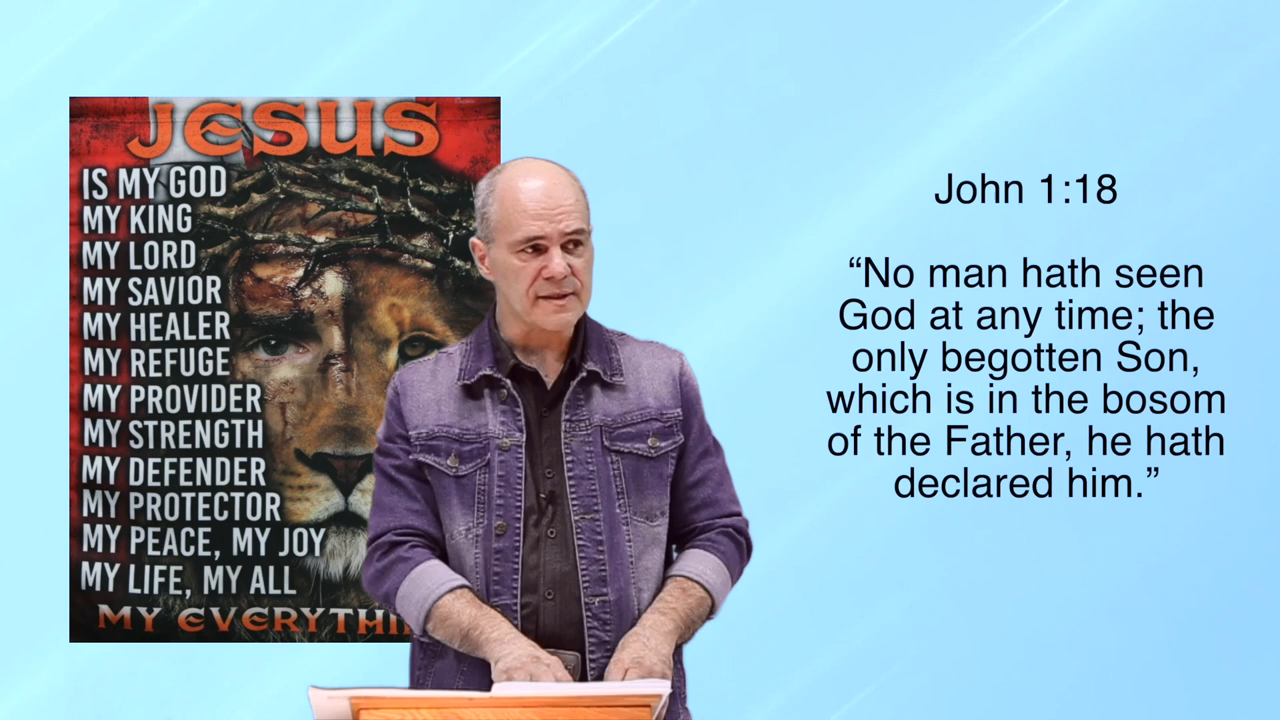 JESUS
IS MY GOD
MY KING
MY LORD
MY SAVIOR
MY HEALER
MY REFUGE
MY PROVIDER
MY STRENGTH
MY DEFENDER
MY PROTECTOR
MY PEACE, MY JOY
MY LIFE, MY ALL
MY EVERYTHI
John 1:18
“No man hath seen
God at any time; the
only begotten Son,
which is in the bosom
of the Father, he hath
declared him.”